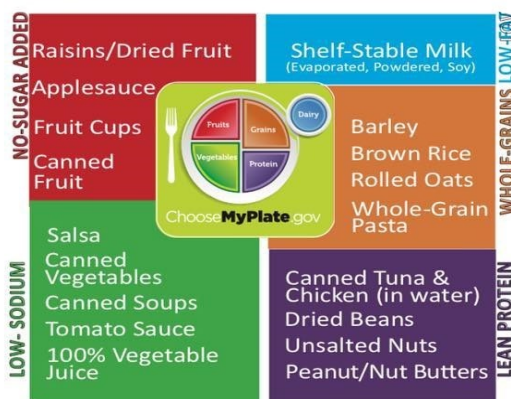 NO-SUGAR ADDED
Raisins/Dried Fruit
Applesauce
Fruit Cups
Canned
Fruit
LOW-FAT
Shelf-Stable Milk
(Evaporated, Powdered, Soy)
WHOLE-GRAINS
Barley
Brown Rice
Rolled Oats
Whole-Grain
Pasta
Fruits
Grains
Dairy
Vegetables
Protein
ChooseMyPlate.gov
LOW- SODIUM
Salsa
Canned
Vegetables
Canned Soups
Tomato Sauce
100% Vegetable
Juice
LEAN PROTEIN
Canned Tuna &
Chicken (in water)
Dried Beans
Unsalted Nuts
Peanut/Nut Butters